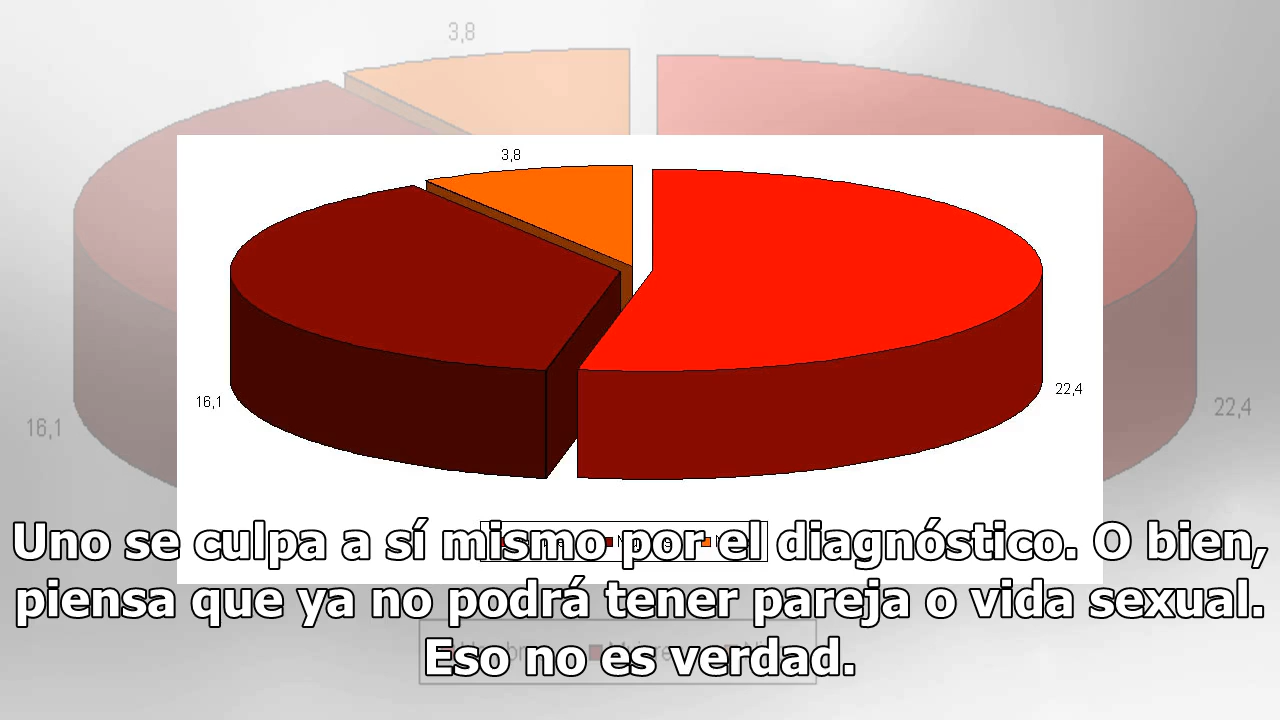 3,8
3,8
16,1
22,4
16,1
22,4
Uno se culpa a sí mismo por el diagnóstico. O bien,
piensa que ya no podrá tener pareja o vida sexual.
Eso no es verdad.